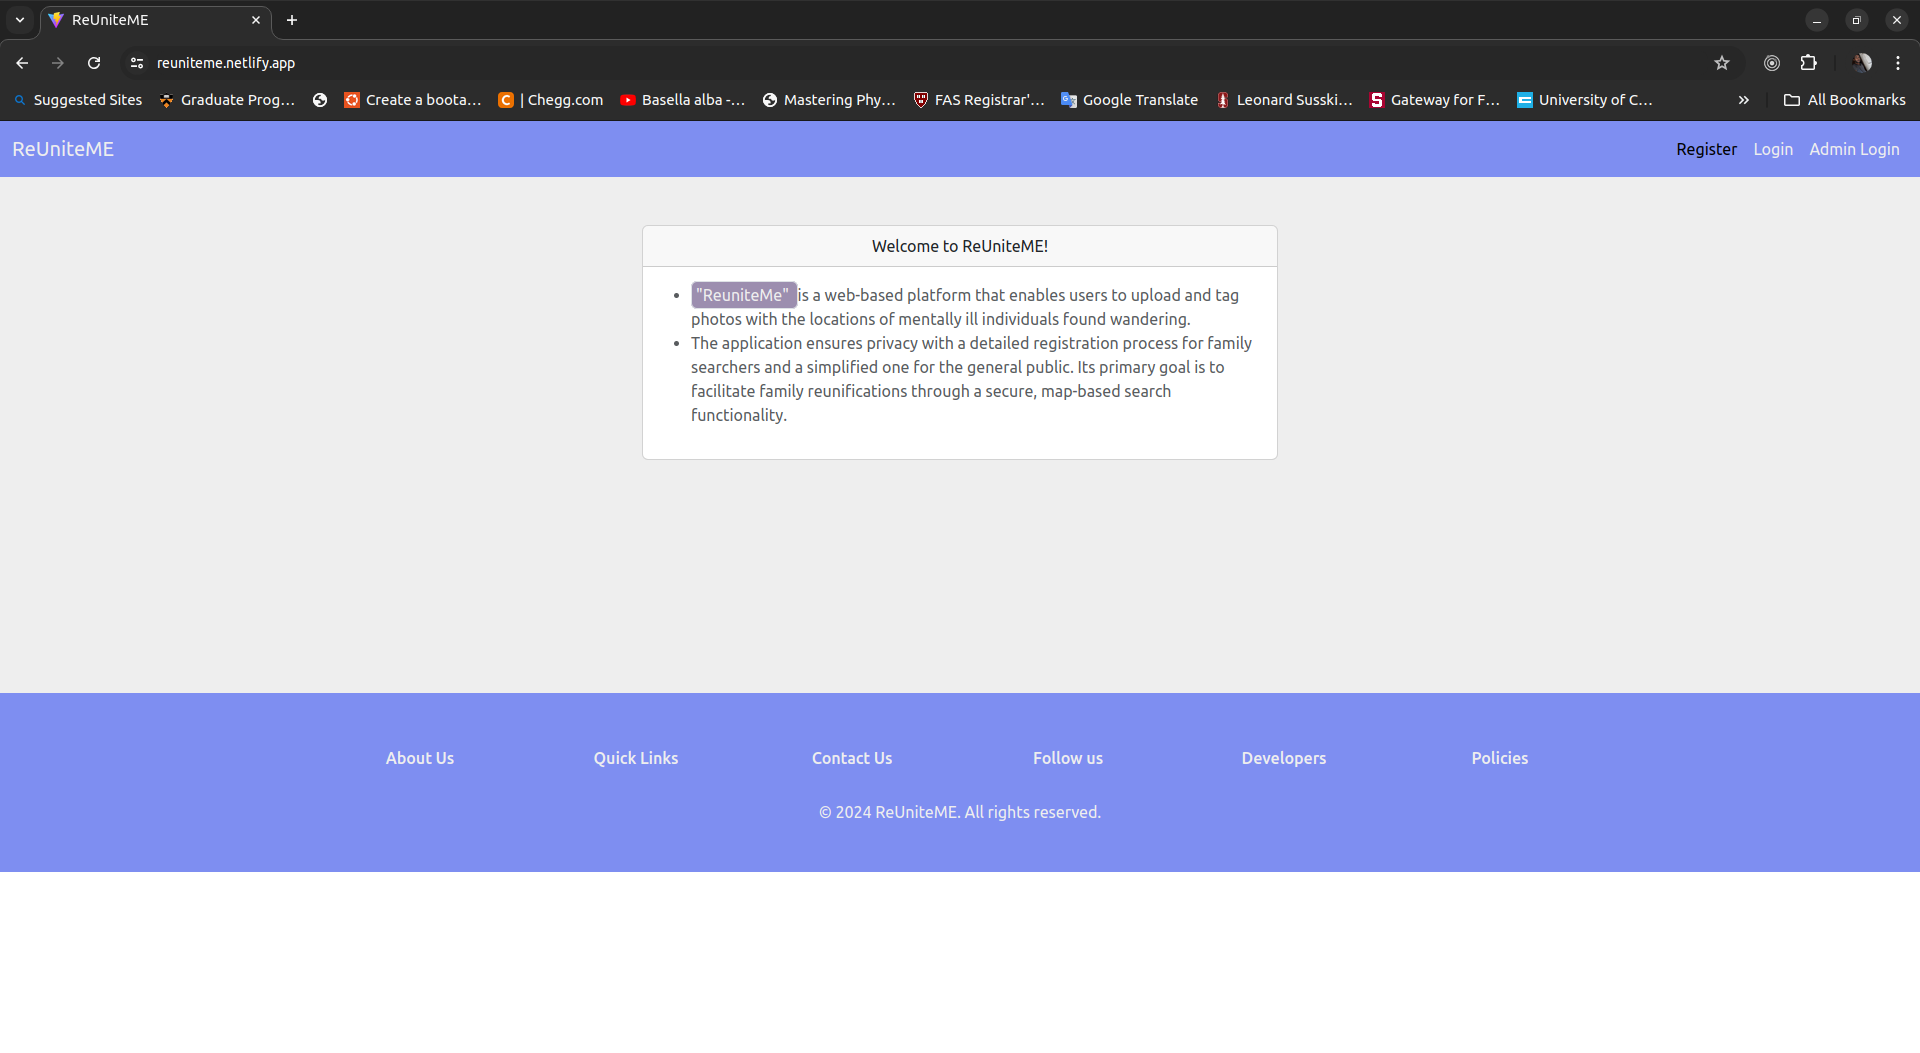 ReUniteME
reuniteme.netlify.app
Suggested Sites Graduate Prog... Create a boota... | Chegg.com Basella alba -... Mastering Phy... FAS Registrar'... Google Translate Leonard Susski... Gateway for F... University of C... » All Bookmarks
ReUniteME Register Login Admin Login
Welcome to ReUniteME!
• "ReuniteMe" is a web-based platform that enables users to upload and tag
photos with the locations of mentally ill individuals found wandering.
• The application ensures privacy with a detailed registration process for family
searchers and a simplified one for the general public. Its primary goal is to
facilitate family reunifications through a secure, map-based search
functionality.
About Us Quick Links Contact Us Follow us Developers Policies
© 2024 ReUniteME. All rights reserved.